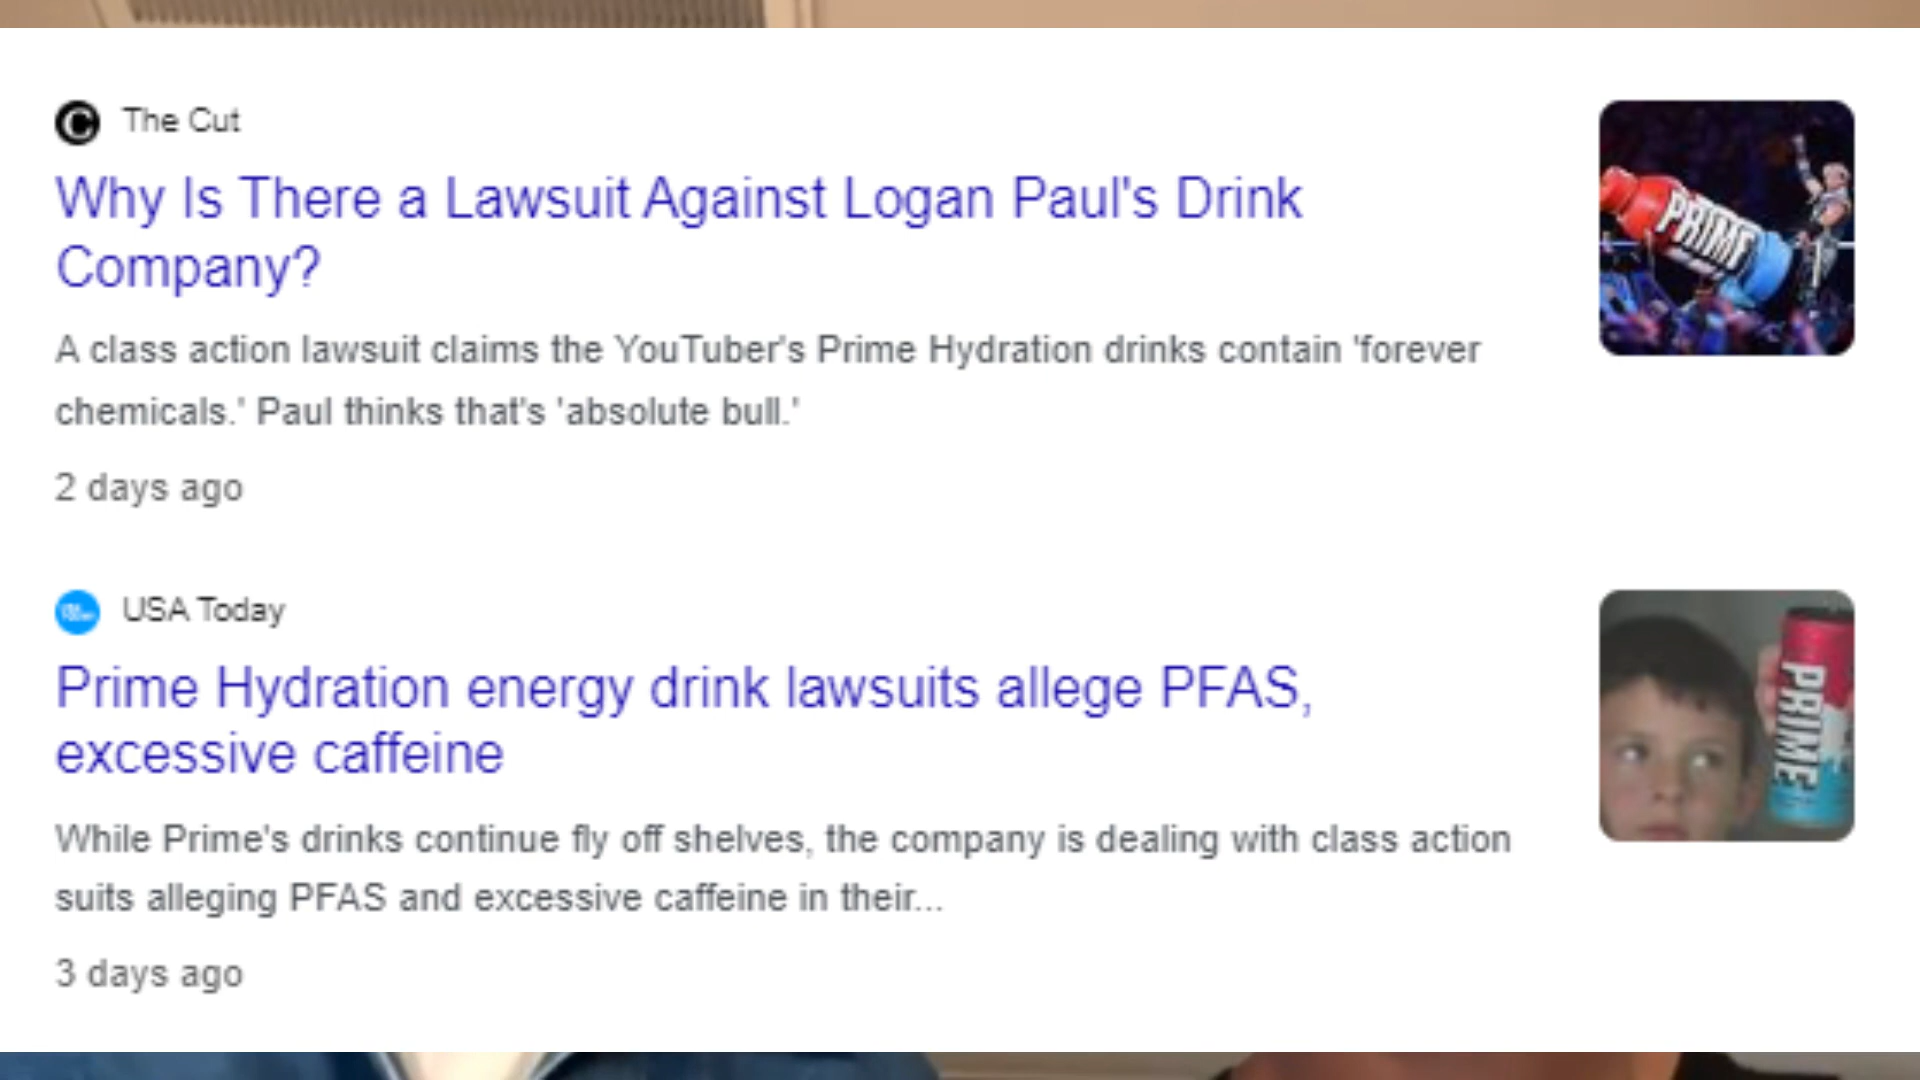 The Cut
Why Is There a Lawsuit Against Logan Paul's Drink
Company?
A class action lawsuit claims the YouTuber's Prime Hydration drinks contain 'forever
chemicals.' Paul thinks that's 'absolute bull.'
2 days ago
PRIME
USA Today
Prime Hydration energy drink lawsuits allege PFAS,
excessive caffeine
While Prime's drinks continue fly off shelves, the company is dealing with class action
suits alleging PFAS and excessive caffeine in their...
3 days ago
PRIME